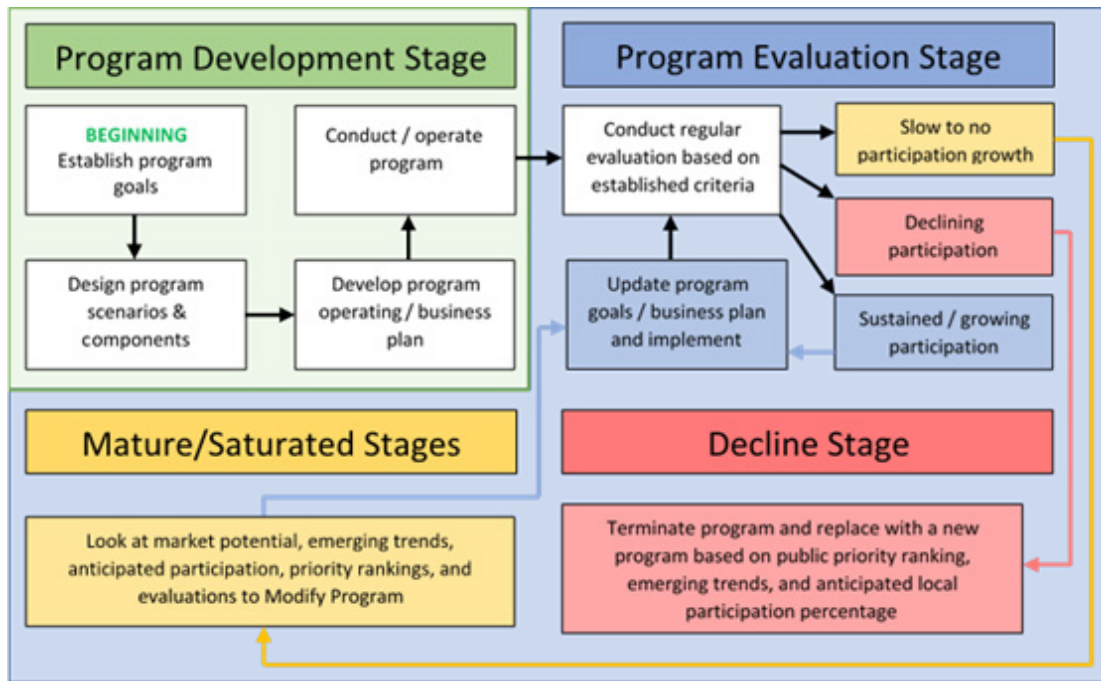 Program Development Stage
BEGINNING
Establish program
goals
Design program
scenarios &
components
Develop program
operating / business
plan
Conduct / operate
program
Program Evaluation Stage
Conduct regular
evaluation based on
established criteria
Slow to no
participation growth
Declining
participation
Sustained / growing
participation
Update program
goals / business plan
and implement
Mature/Saturated Stages
Look at market potential, emerging trends,
anticipated participation, priority rankings, and
evaluations to Modify Program
Decline Stage
Terminate program and replace with a new
program based on public priority ranking,
emerging trends, and anticipated local
participation percentage